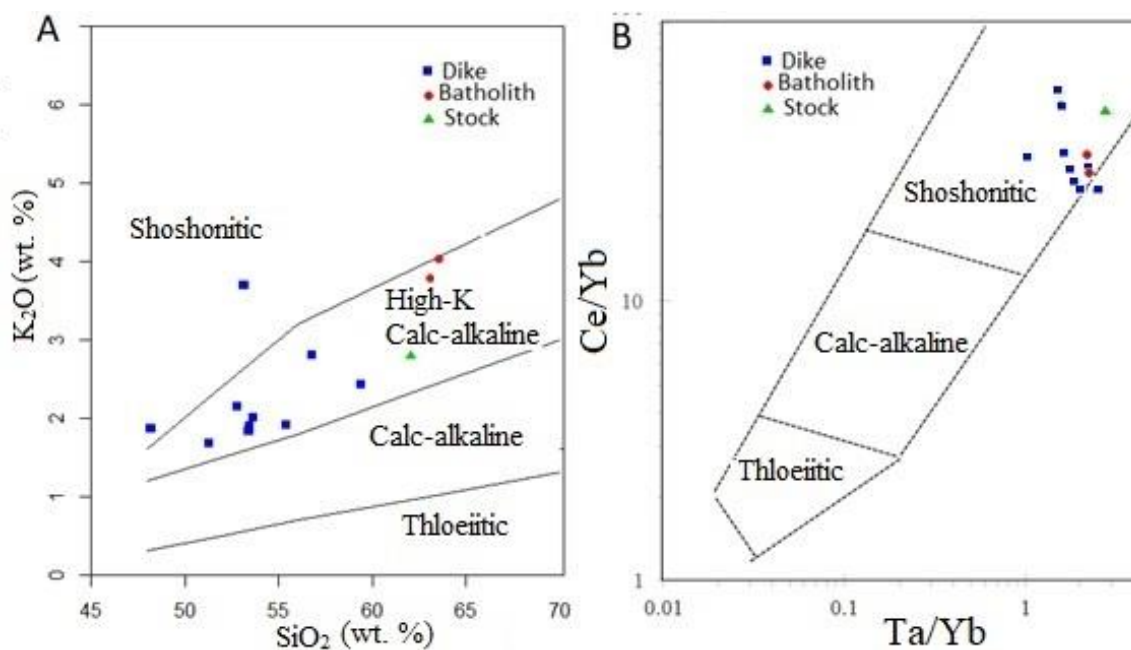 A
Dike
Batholith
Stock
Shoshonitic
High-K
Calc-alkaline
Calc-alkaline
Thloeiitic
K₂O (wt. %)
0 1 2 3 4 5 6
45 50 55 60 65 70
SiO₂ (wt. %)
B
Dike
Batholith
Stock
Shoshonitic
Calc-alkaline
Thloeiitic
Ce/Yb
10
1
0.01 0.1 1
Ta/Yb